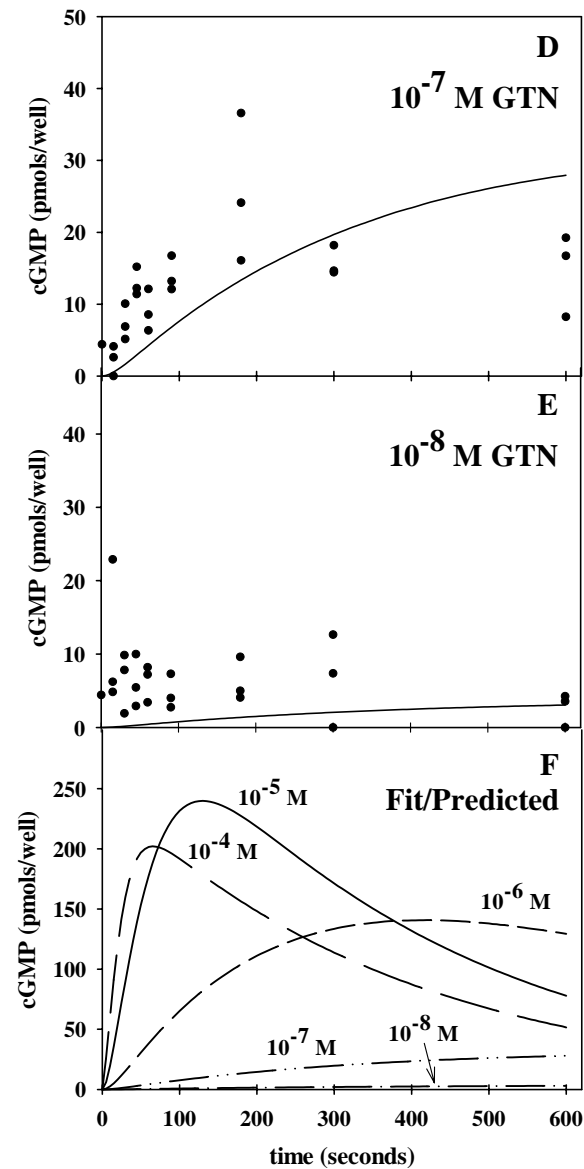 D
10-7 M GTN
cGMP (pmols/well)
50
40
30
20
10
0
E
10-8 M GTN
cGMP (pmols/well)
40
30
20
10
0
F
Fit/Predicted
cGMP (pmols/well)
250
200
150
100
50
0
10-5 M
10-4 M
10-6 M
10-7 M
10-8 M
0 100 200 300 400 500 600
time (seconds)